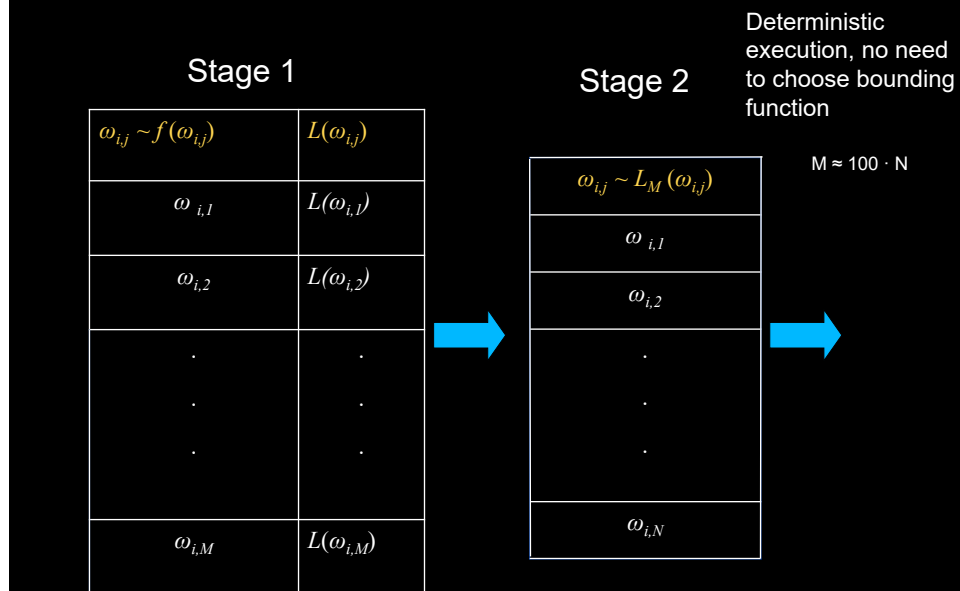 Deterministic
execution, no need
to choose bounding
function
Stage 1
Stage 2
M ≈ 100 · N
ω_{i,j} ~ f (ω_{i,j})
L(ω_{i,j})
ω_{i,1}
L(ω_{i,1})
ω_{i,2}
L(ω_{i,2})
.
.
.
.
.
.
ω_{i,M}
L(ω_{i,M})
ω_{i,j} ~ L_M (ω_{i,j})
ω_{i,1}
ω_{i,2}
.
.
.
ω_{i,N}